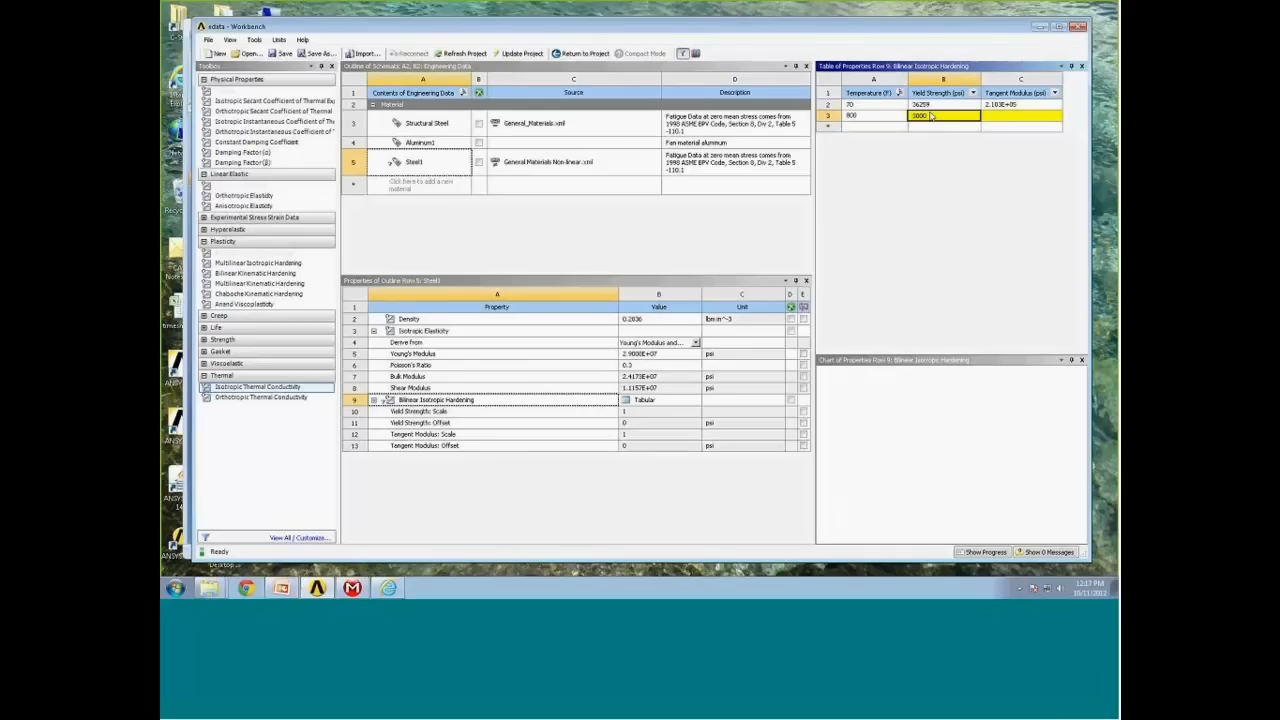 edata - Workbench
File View Tools Units Help
New Open... Save Save As... Import... Reconnect Refresh Project Update Project Return to Project Compact Mode
Toolbox
Physical Properties
Isotropic Secant Coefficient of Thermal Exp
Orthotropic Secant Coefficient of Thermal
Isotropic Instantaneous Coefficient of Th
Orthotropic Instantaneous Coefficient of
Constant Damping Coefficient
Damping Factor (α)
Damping Factor (β)
Linear Elastic
Orthotropic Elasticity
Anisotropic Elasticity
Experimental Stress Strain Data
Hyperelastic
Plasticity
Multilinear Isotropic Hardening
Bilinear Kinematic Hardening
Multilinear Kinematic Hardening
Chaboche Kinematic Hardening
Anand Viscoplasticity
Creep
Life
Strength
Gasket
Viscoelastic
Thermal
Isotropic Thermal Conductivity
Orthotropic Thermal Conductivity
View All / Customize...
Ready
Outline of Schematic A2, B2: Engineering Data
A B C D
1 Contents of Engineering Data Source Description
2 Material
3 Structural Steel General_Materials.xml Fatigue Data at zero mean stress comes from
1998 ASME BPV Code, Section 8, Div 2, Table 5
-110.1
4 Aluminum1 Fan material aluminum
5 Steel1 General Materials Non-linear.xml Fatigue Data at zero mean stress comes from
1998 ASME BPV Code, Section 8, Div 2, Table 5
-110.1
* Click here to add a new
material
Properties of Outline Row 5: Steel1
A B C D E
1 Property Value Unit
2 Density 0.2836 lbm in^-3
3 Isotropic Elasticity
4 Derive from Young's Modulus and...
5 Young's Modulus 2.9000E+07 psi
6 Poisson's Ratio 0.3
7 Bulk Modulus 2.4173E+07 psi
8 Shear Modulus 1.1157E+07 psi
9 Bilinear Isotropic Hardening Tabular
10 Yield Strength: Scale 1
11 Yield Strength: Offset 0 psi
12 Tangent Modulus: Scale 1
13 Tangent Modulus: Offset 0 psi
Table of Properties Row 9: Bilinear Isotropic Hardening
A B C
1 Temperature (F) Yield Strength (psi) Tangent Modulus (psi)
2 70 36259 2.103E+05
3 800 5000
*
Chart of Properties Row 9: Bilinear Isotropic Hardening
Show Progress Show 0 Messages
Desktop...
12:17 PM
10/11/2012